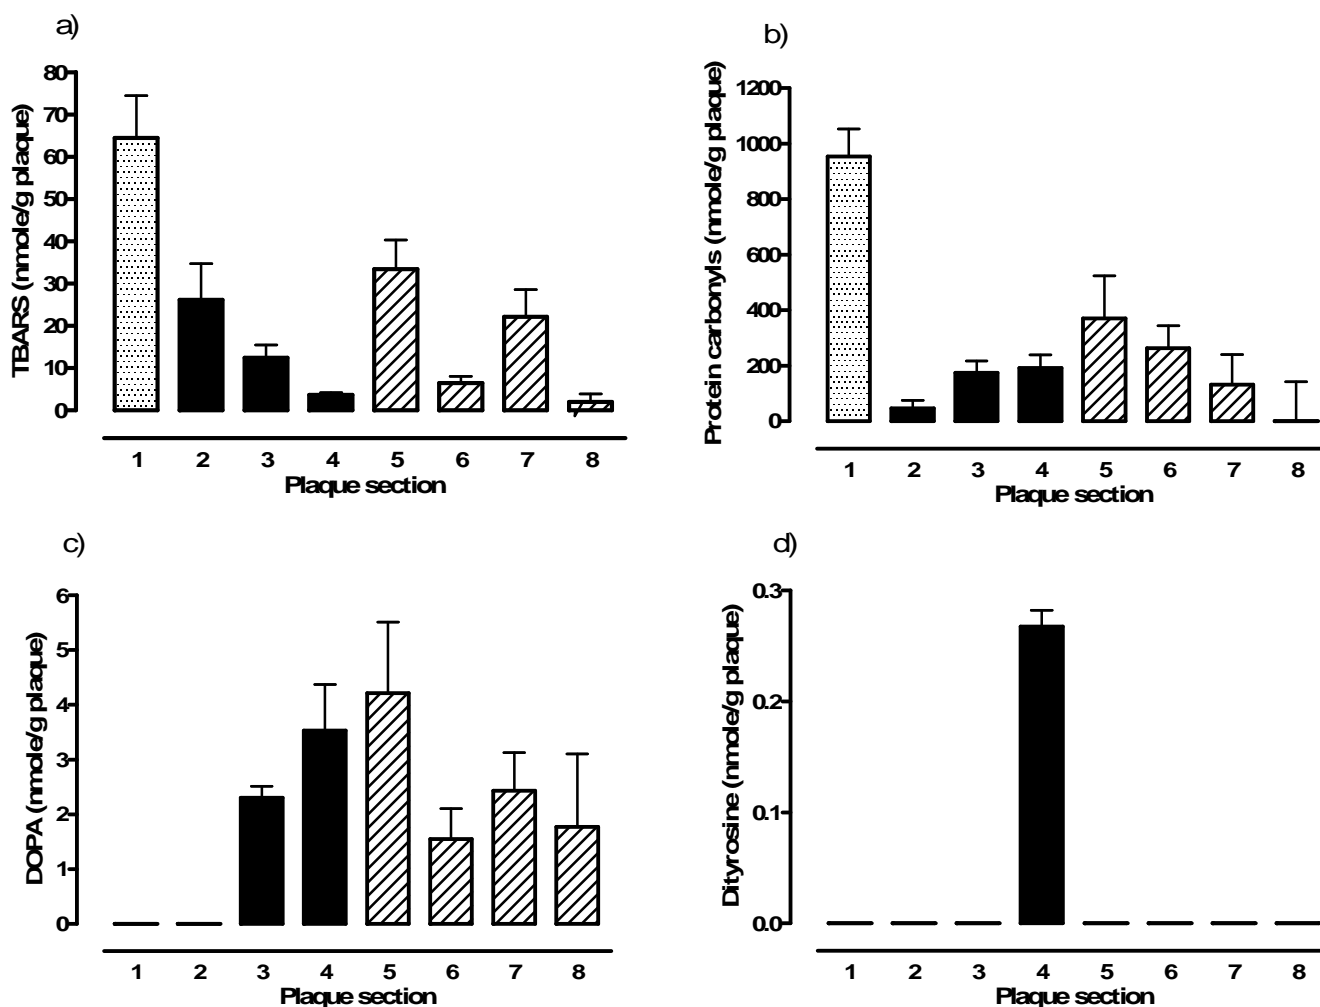 a)
TBARS (nmole/g plaque)
80
70
60
50
40
30
20
10
0
1 2 3 4 5 6 7 8
Plaque section
b)
Protein carbonyls (nmole/g plaque)
1200
1000
800
600
400
200
0
1 2 3 4 5 6 7 8
Plaque section
c)
DOPA (nmole/g plaque)
6
5
4
3
2
1
0
1 2 3 4 5 6 7 8
Plaque section
d)
Dityrosine (nmole/g plaque)
0.3
0.2
0.1
0.0
1 2 3 4 5 6 7 8
Plaque section